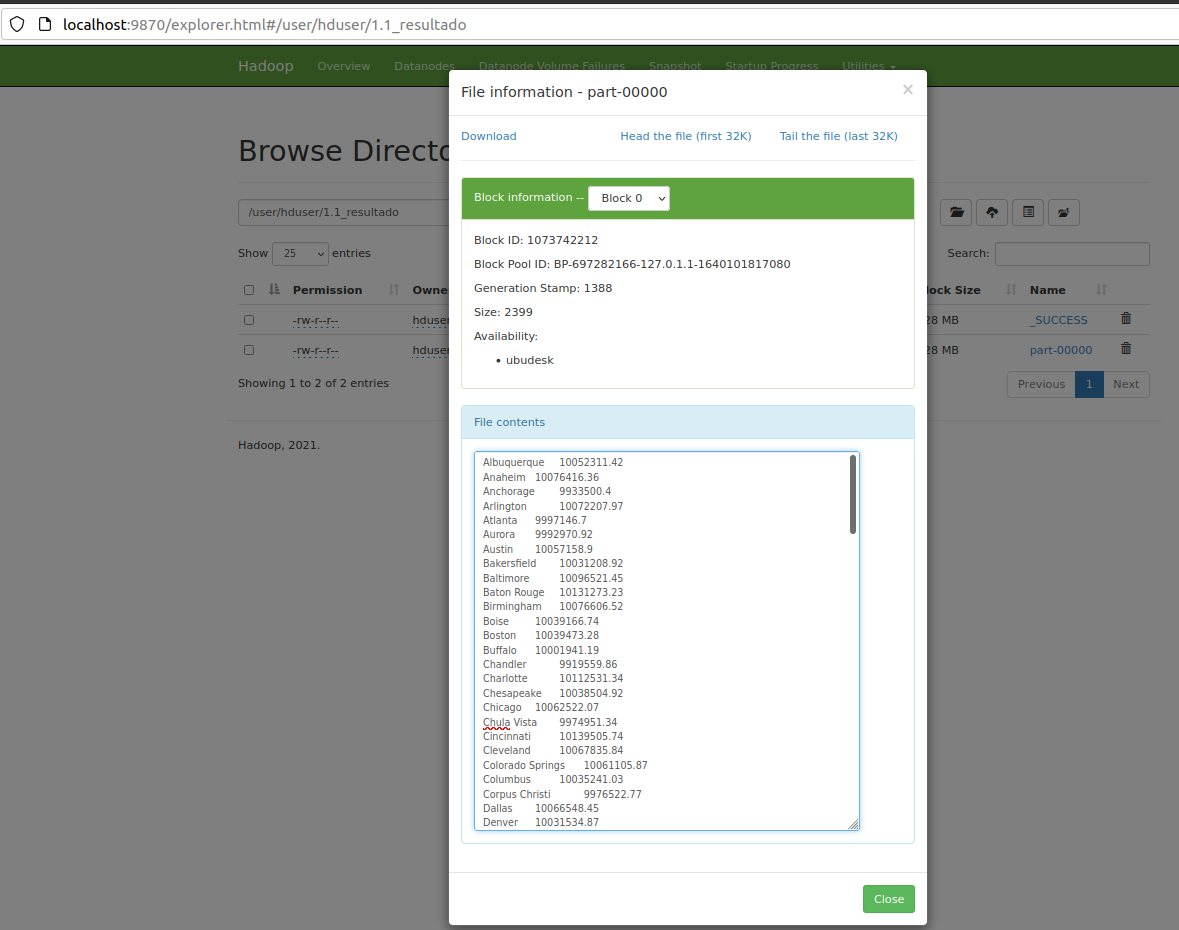 localhost:9870/explorer.html#/user/hduser/1.1_resultado
Hadoop Overview Datanodes Datanode Volume Failures Snapshot Startup Progress Utilities
File information - part-00000 ×
Download Head the file (first 32K) Tail the file (last 32K)
Browse Directo
Block information -- Block 0
/user/hduser/1.1_resultado
Block ID: 1073742212
Show 25 entries
Search:
Block Pool ID: BP-697282166-127.0.1.1-1640101817080
Generation Stamp: 1388
Permission Owne lock Size Name
Size: 2399
-rw-r--r-- hduser 28 MB _SUCCESS
Availability:
-rw-r--r-- hduser 28 MB part-00000
• ubudesk
Showing 1 to 2 of 2 entries
Previous 1 Next
Hadoop, 2021.
File contents
Albuquerque 10052311.42
Anaheim 10076416.36
Anchorage 9933500.4
Arlington 10072207.97
Atlanta 9997146.7
Aurora 9992970.92
Austin 10057158.9
Bakersfield 10031208.92
Baltimore 10096521.45
Baton Rouge 10131273.23
Birmingham 10076606.52
Boise 10039166.74
Boston 10039473.28
Buffalo 10001941.19
Chandler 9919559.86
Charlotte 10112531.34
Chesapeake 10038504.92
Chicago 10062522.07
Chula Vista 9974951.34
Cincinnati 10139505.74
Cleveland 10067835.84
Colorado Springs 10061105.87
Columbus 10035241.03
Corpus Christi 9976522.77
Dallas 10066548.45
Denver 10031534.87
Close